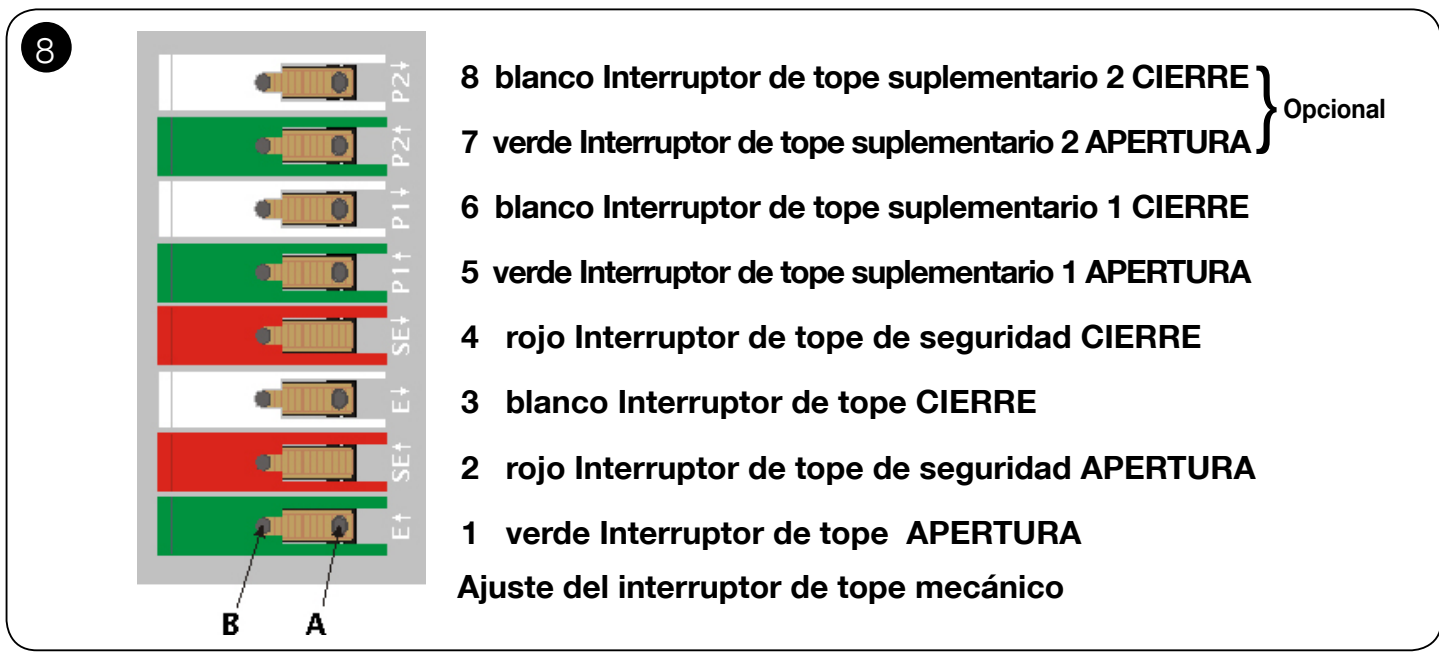 8
P2↓
8 blanco Interruptor de tope suplementario 2 CIERRE
Opcional
P2↑
7 verde Interruptor de tope suplementario 2 APERTURA
P1↓
6 blanco Interruptor de tope suplementario 1 CIERRE
P1↑
5 verde Interruptor de tope suplementario 1 APERTURA
SE↓
4 rojo Interruptor de tope de seguridad CIERRE
E↓
3 blanco Interruptor de tope CIERRE
SE↑
2 rojo Interruptor de tope de seguridad APERTURA
E↑
1 verde Interruptor de tope APERTURA
Ajuste del interruptor de tope mecánico
B A